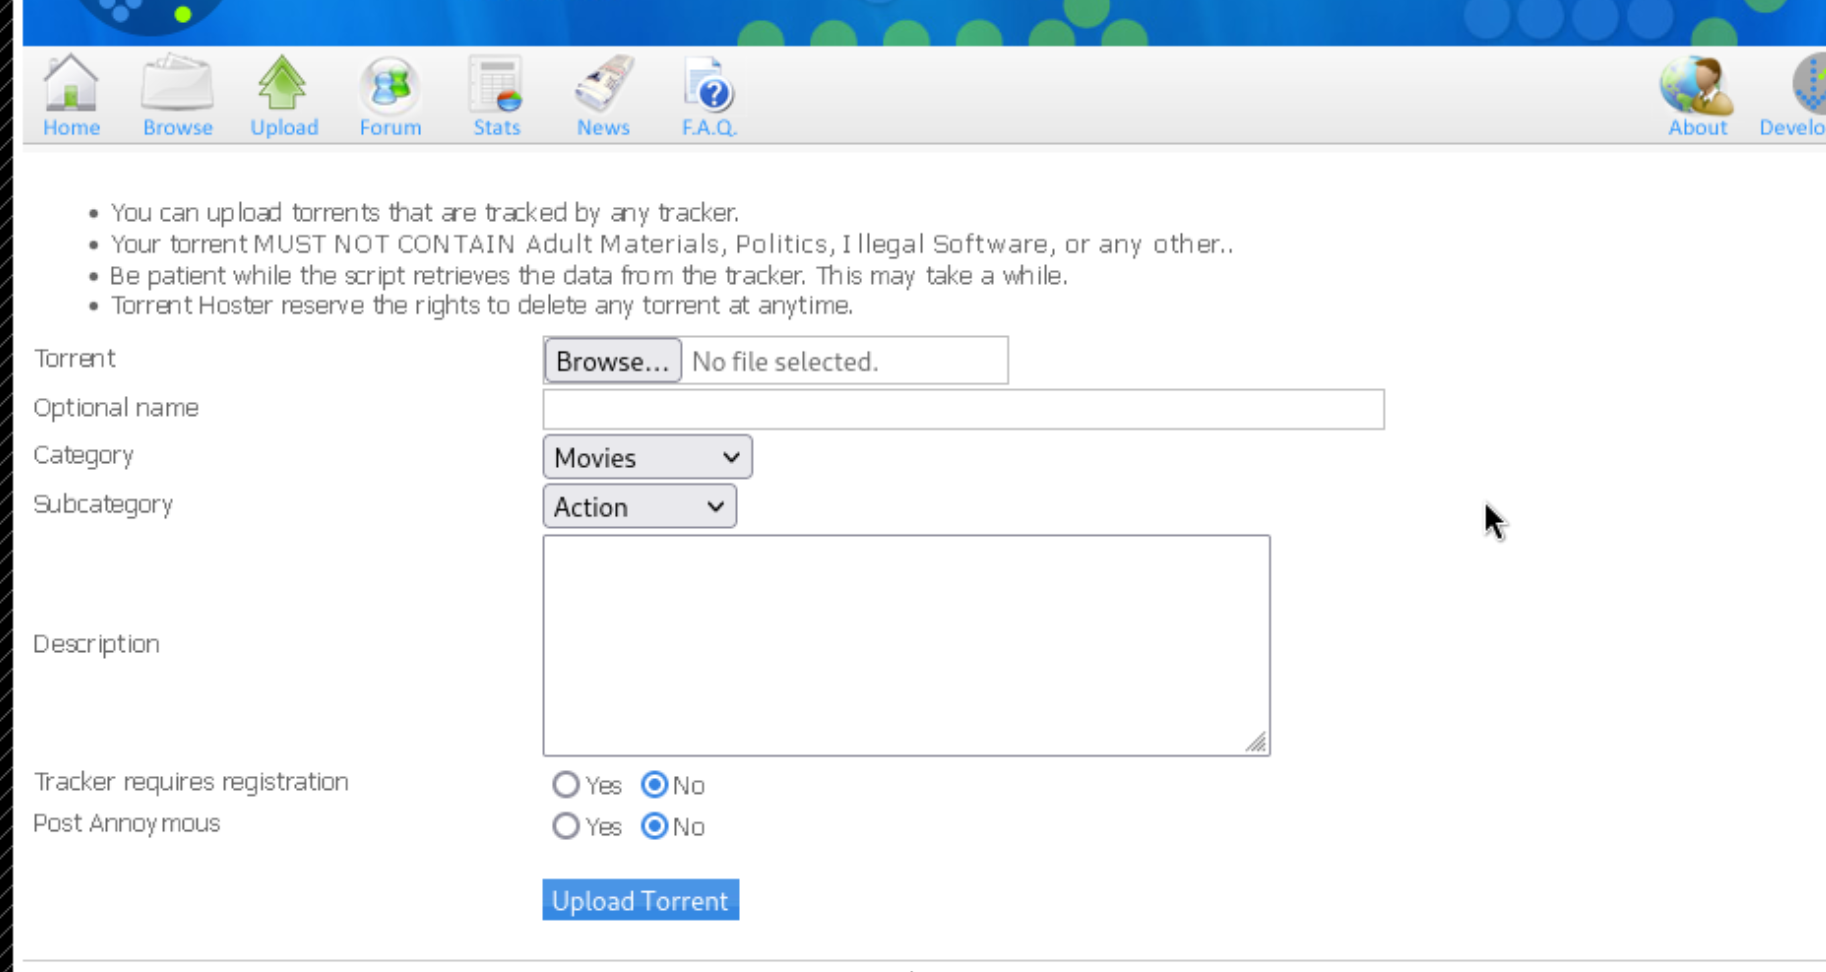 Home Browse Upload Forum Stats News F.A.Q. About Develo
You can upload torrents that are tracked by any tracker.
Your torrent MUST NOT CONTAIN Adult Materials, Politics, Illegal Software, or any other..
Be patient while the script retrieves the data from the tracker. This may take a while.
Torrent Hoster reserve the rights to delete any torrent at anytime.
Torrent Browse... No file selected.
Optional name
Category Movies
Subcategory Action
Description
Tracker requires registration Yes No
Post Annoymous Yes No
Upload Torrent